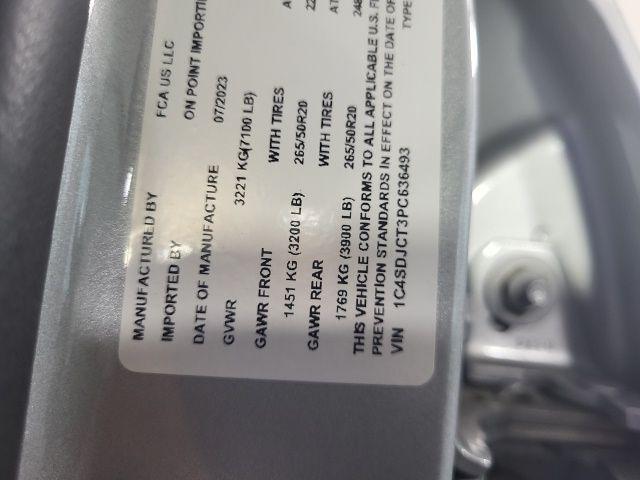 MANUFACTURED BY FCA US LLC
IMPORTED BY ON POINT IMPORTI
DATE OF MANUFACTURE 07/2023
GVWR 3221 KG(7100 LB)
GAWR FRONT WITH TIRES A
1451 KG (3200 LB) 265/50R20 22
GAWR REAR WITH TIRES AT
1769 KG (3900 LB) 265/50R20 248
THIS VEHICLE CONFORMS TO ALL APPLICABLE U.S. F
PREVENTION STANDARDS IN EFFECT ON THE DATE OF
VIN 1C4SDJCT3PC636493 TYPE